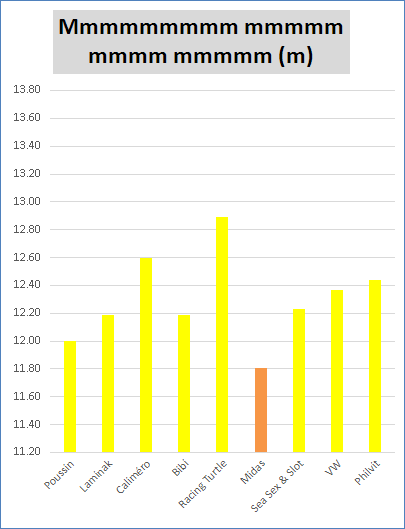 Mmmmmmmmm mmmmm
mmmm mmmmm (m)
13.80
13.60
13.40
13.20
13.00
12.80
12.60
12.40
12.20
12.00
11.80
11.60
11.40
11.20
Poussin
Laminak
Caliméro
Bibi
Racing Turtle
Midas
Sea Sex & Slot
VW
Philvit